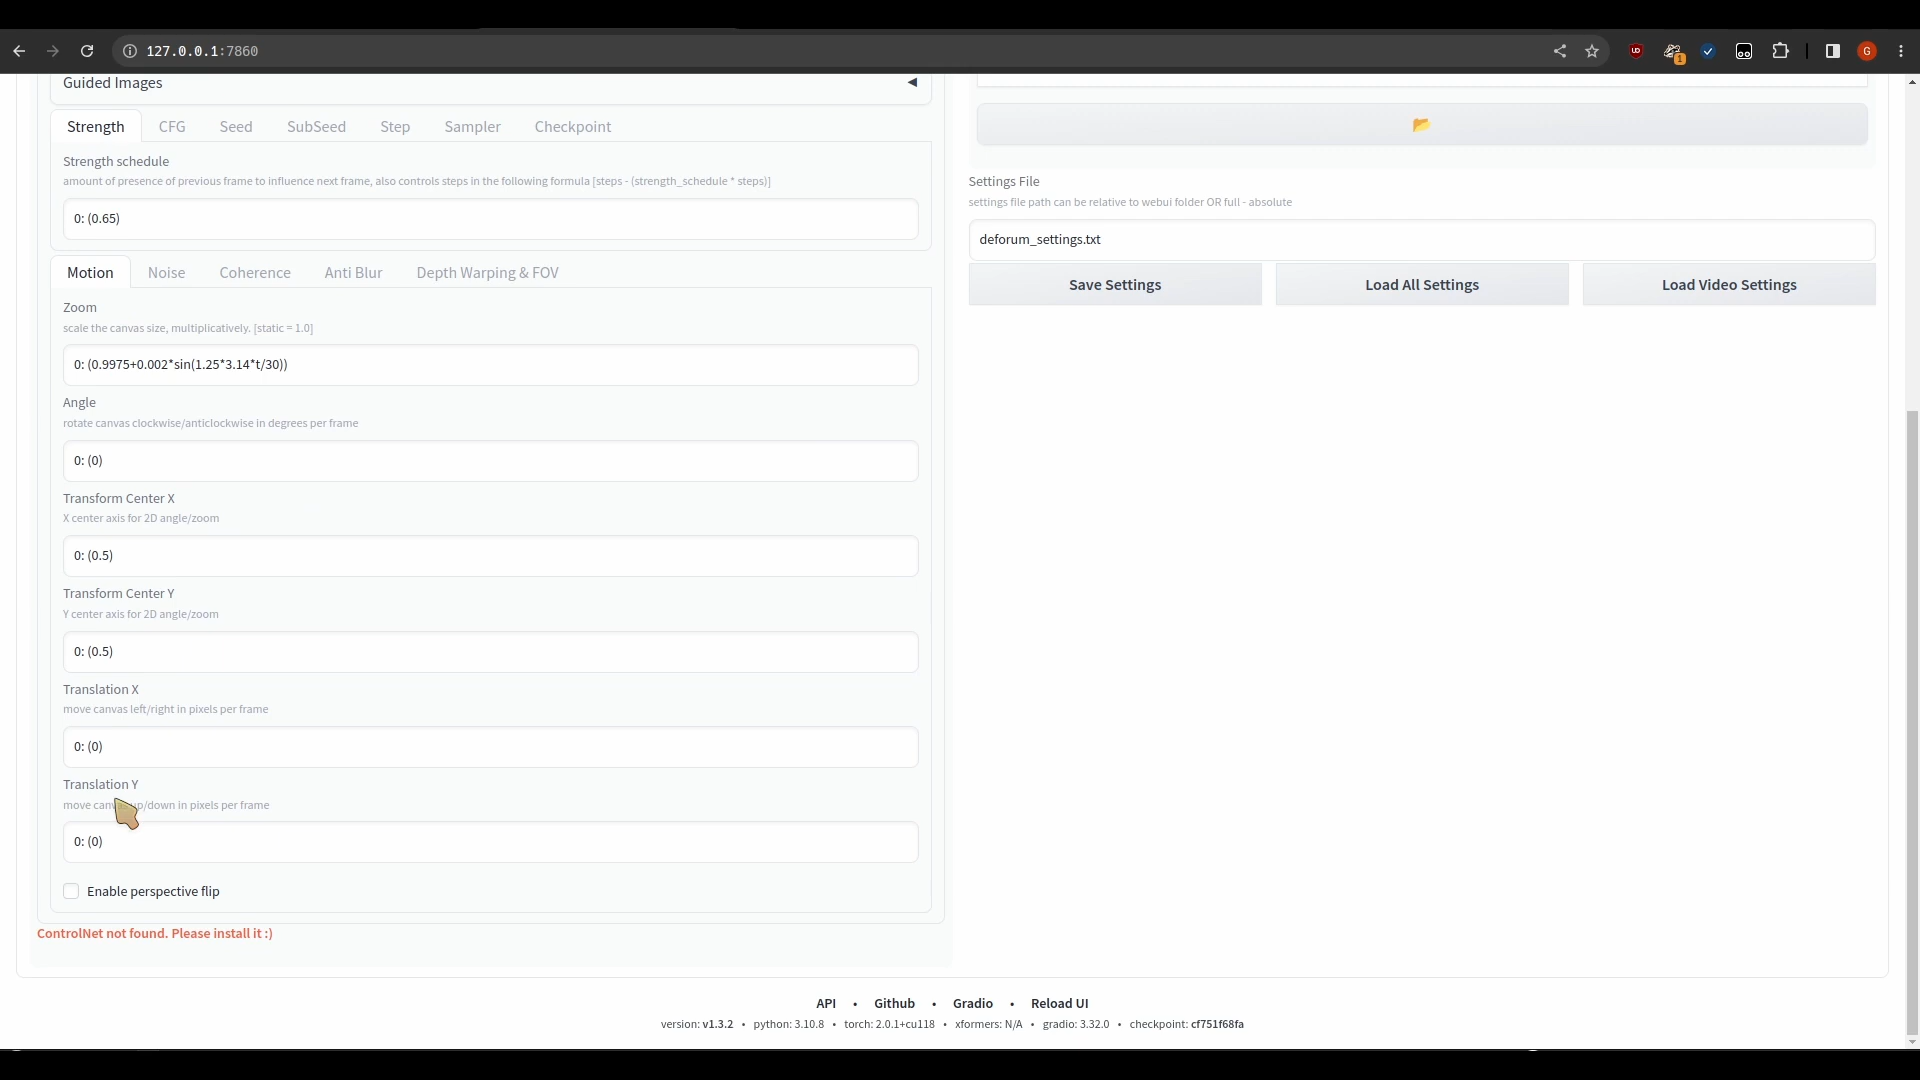 127.0.0.1:7860
G
1
Guided Images
Strength CFG Seed SubSeed Step Sampler Checkpoint
Strength schedule
amount of presence of previous frame to influence next frame, also controls steps in the following formula [steps - (strength_schedule * steps)]
0: (0.65)
Motion Noise Coherence Anti Blur Depth Warping & FOV
Zoom
scale the canvas size, multiplicatively. [static = 1.0]
0: (0.9975+0.002*sin(1.25*3.14*t/30))
Angle
rotate canvas clockwise/anticlockwise in degrees per frame
0: (0)
Transform Center X
X center axis for 2D angle/zoom
0: (0.5)
Transform Center Y
Y center axis for 2D angle/zoom
0: (0.5)
Translation X
move canvas left/right in pixels per frame
0: (0)
Translation Y
move canvas up/down in pixels per frame
0: (0)
Enable perspective flip
ControlNet not found. Please install it :)
Settings File
settings file path can be relative to webui folder OR full - absolute
deforum_settings.txt
Save Settings Load All Settings Load Video Settings
API • Github • Gradio • Reload UI
version: v1.3.2 • python: 3.10.8 • torch: 2.0.1+cu118 • xformers: N/A • gradio: 3.32.0 • checkpoint: cf751f68fa